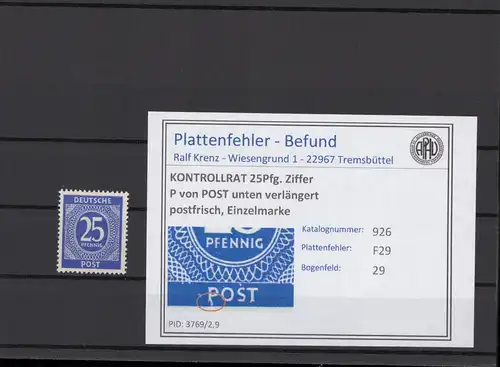 DEUTSCHE
25
PFENNIG
POST
Plattenfehler - Befund
Ralf Krenz - Wiesengrund 1 - 22967 Tremsbüttel
KONTROLLRAT 25Pfg. Ziffer
P von POST unten verlängert
postfrisch, Einzelmarke
PFENNIG
POST
Katalognummer: 926
Plattenfehler: F29
Bogenfeld: 29
PID: 3769/2.9